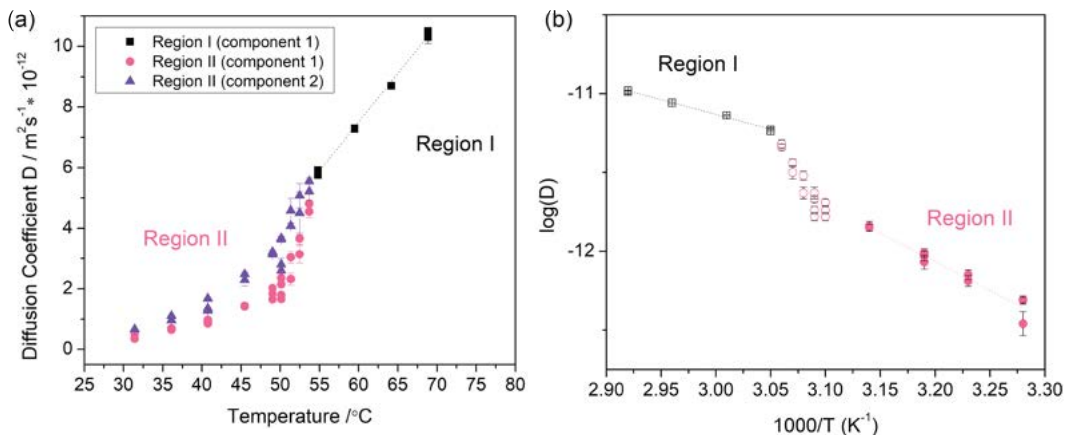 (a)
Diffusion Coefficient D / m²s⁻¹ * 10⁻¹²
10
8
6
4
2
0
Region I (component 1)
Region II (component 1)
Region II (component 2)
Region I
Region II
25 30 35 40 45 50 55 60 65 70 75 80
Temperature /°C
(b)
log(D)
-11
-12
Region I
Region II
2.90 2.95 3.00 3.05 3.10 3.15 3.20 3.25 3.30
1000/T (K⁻¹)